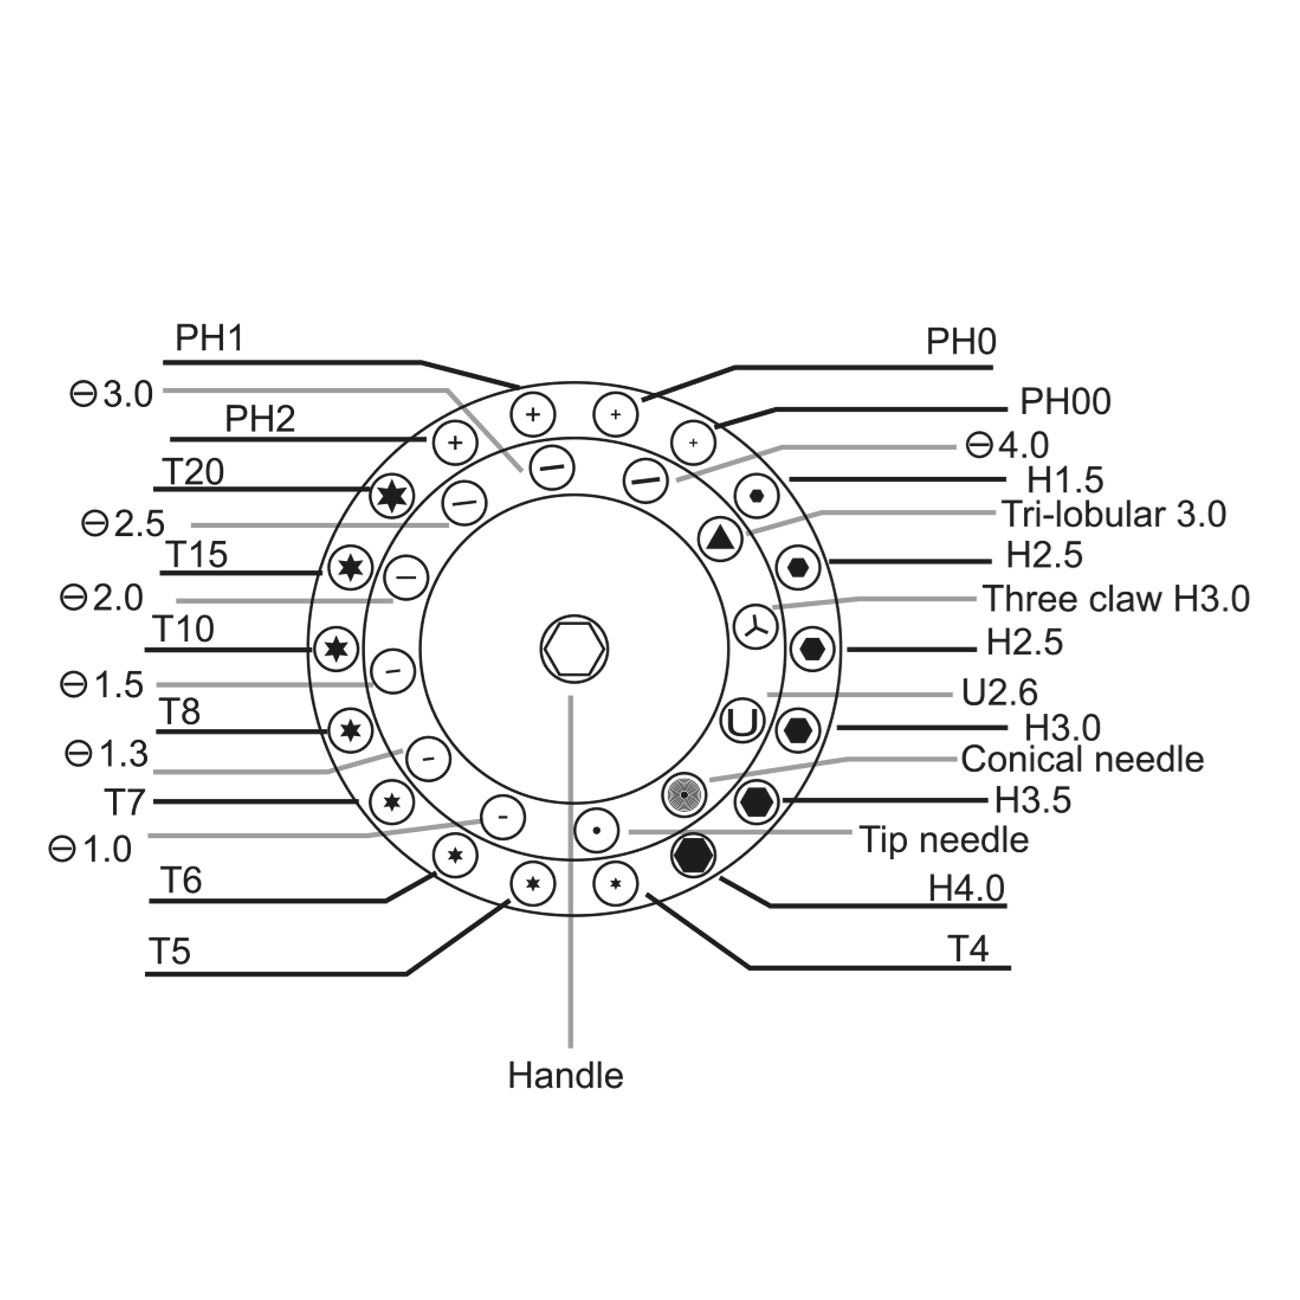 PH1
PH0
⊖3.0
PH00
PH2
⊖4.0
T20
H1.5
⊖2.5
Tri-lobular 3.0
T15
H2.5
⊖2.0
Three claw H3.0
T10
H2.5
⊖1.5
U2.6
T8
H3.0
⊖1.3
Conical needle
T7
H3.5
⊖1.0
Tip needle
T6
H4.0
T5
T4
U
Handle